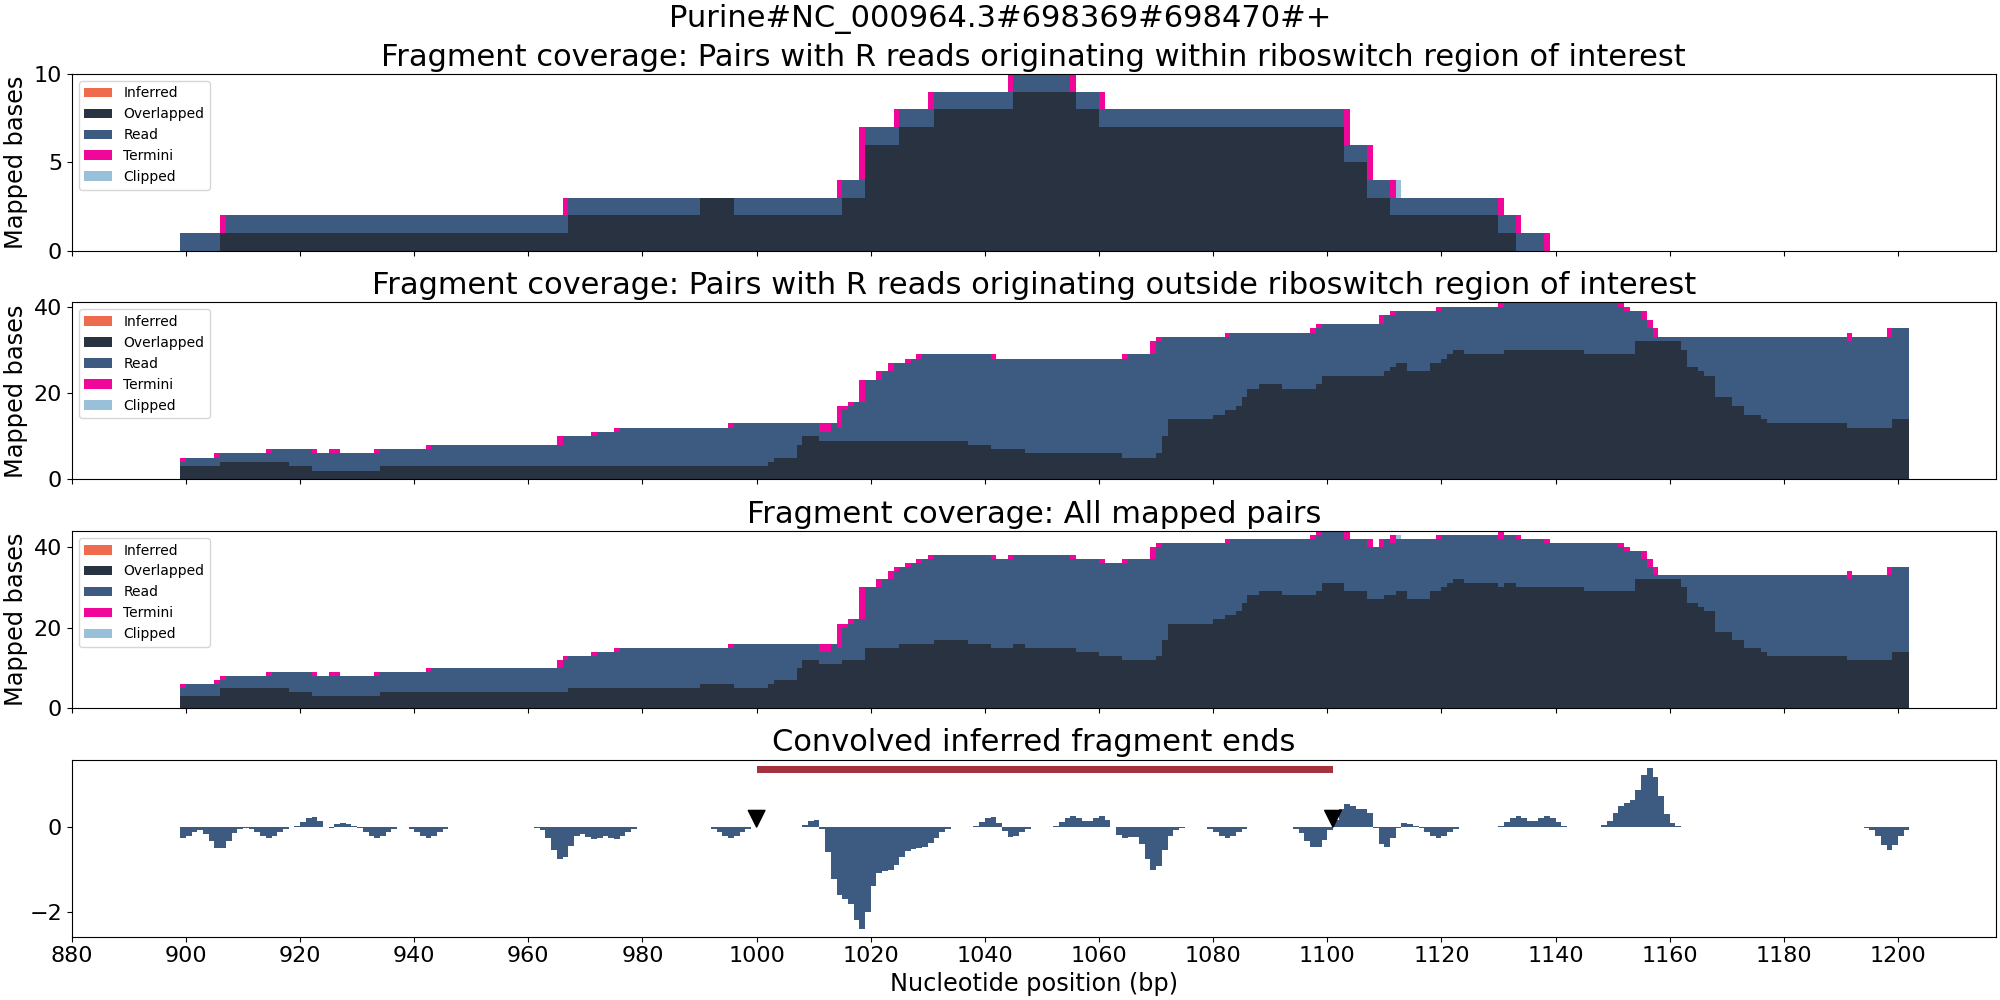 Purine#NC_000964.3#698369#698470#+
Fragment coverage: Pairs with R reads originating within riboswitch region of interest
Mapped bases
10
5
0
Inferred
Overlapped
Read
Termini
Clipped
Fragment coverage: Pairs with R reads originating outside riboswitch region of interest
Mapped bases
40
20
0
Inferred
Overlapped
Read
Termini
Clipped
Fragment coverage: All mapped pairs
Mapped bases
40
20
0
Inferred
Overlapped
Read
Termini
Clipped
Convolved inferred fragment ends
0
−2
880 900 920 940 960 980 1000 1020 1040 1060 1080 1100 1120 1140 1160 1180 1200
Nucleotide position (bp)